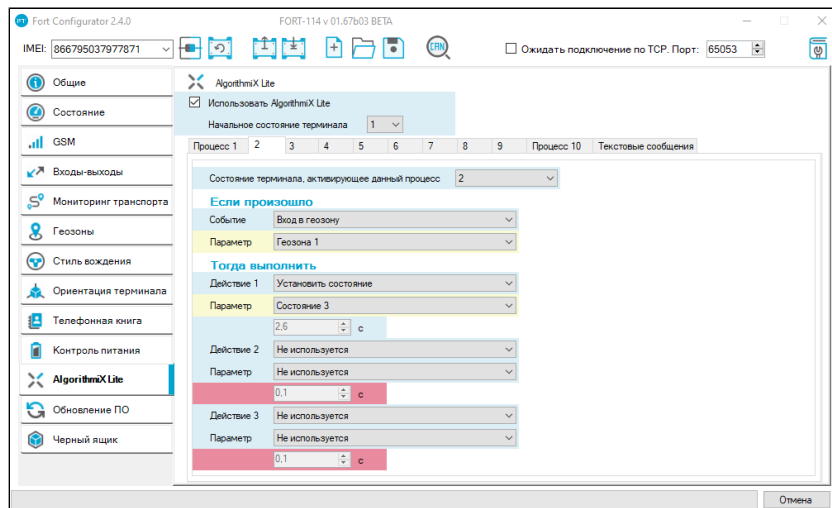 Fort Configurator 2.4.0
FORT-114 v 01.67b03 BETA
IMEI: 866795037977871
CAN
Ожидать подключение по TCP. Порт: 65053
Общие
Состояние
GSM
Входы-выходы
Мониторинг транспорта
Геозоны
Стиль вождения
Ориентация терминала
Телефонная книга
Контроль питания
AlgorithmiX Lite
Обновление ПО
Черный ящик
AlgorithmiX Lite
Использовать AlgorithmiX Lite
Начальное состояние терминала 1
Процесс 1 2 3 4 5 6 7 8 9 Процесс 10 Текстовые сообщения
Состояние терминала, активирующее данный процесс 2
Если произошло
Событие Вход в геозону
Параметр Геозона 1
Тогда выполнить
Действие 1 Установить состояние
Параметр Состояние 3
2,6 с
Действие 2 Не используется
Параметр Не используется
0,1 с
Действие 3 Не используется
Параметр Не используется
0,1 с
Отмена